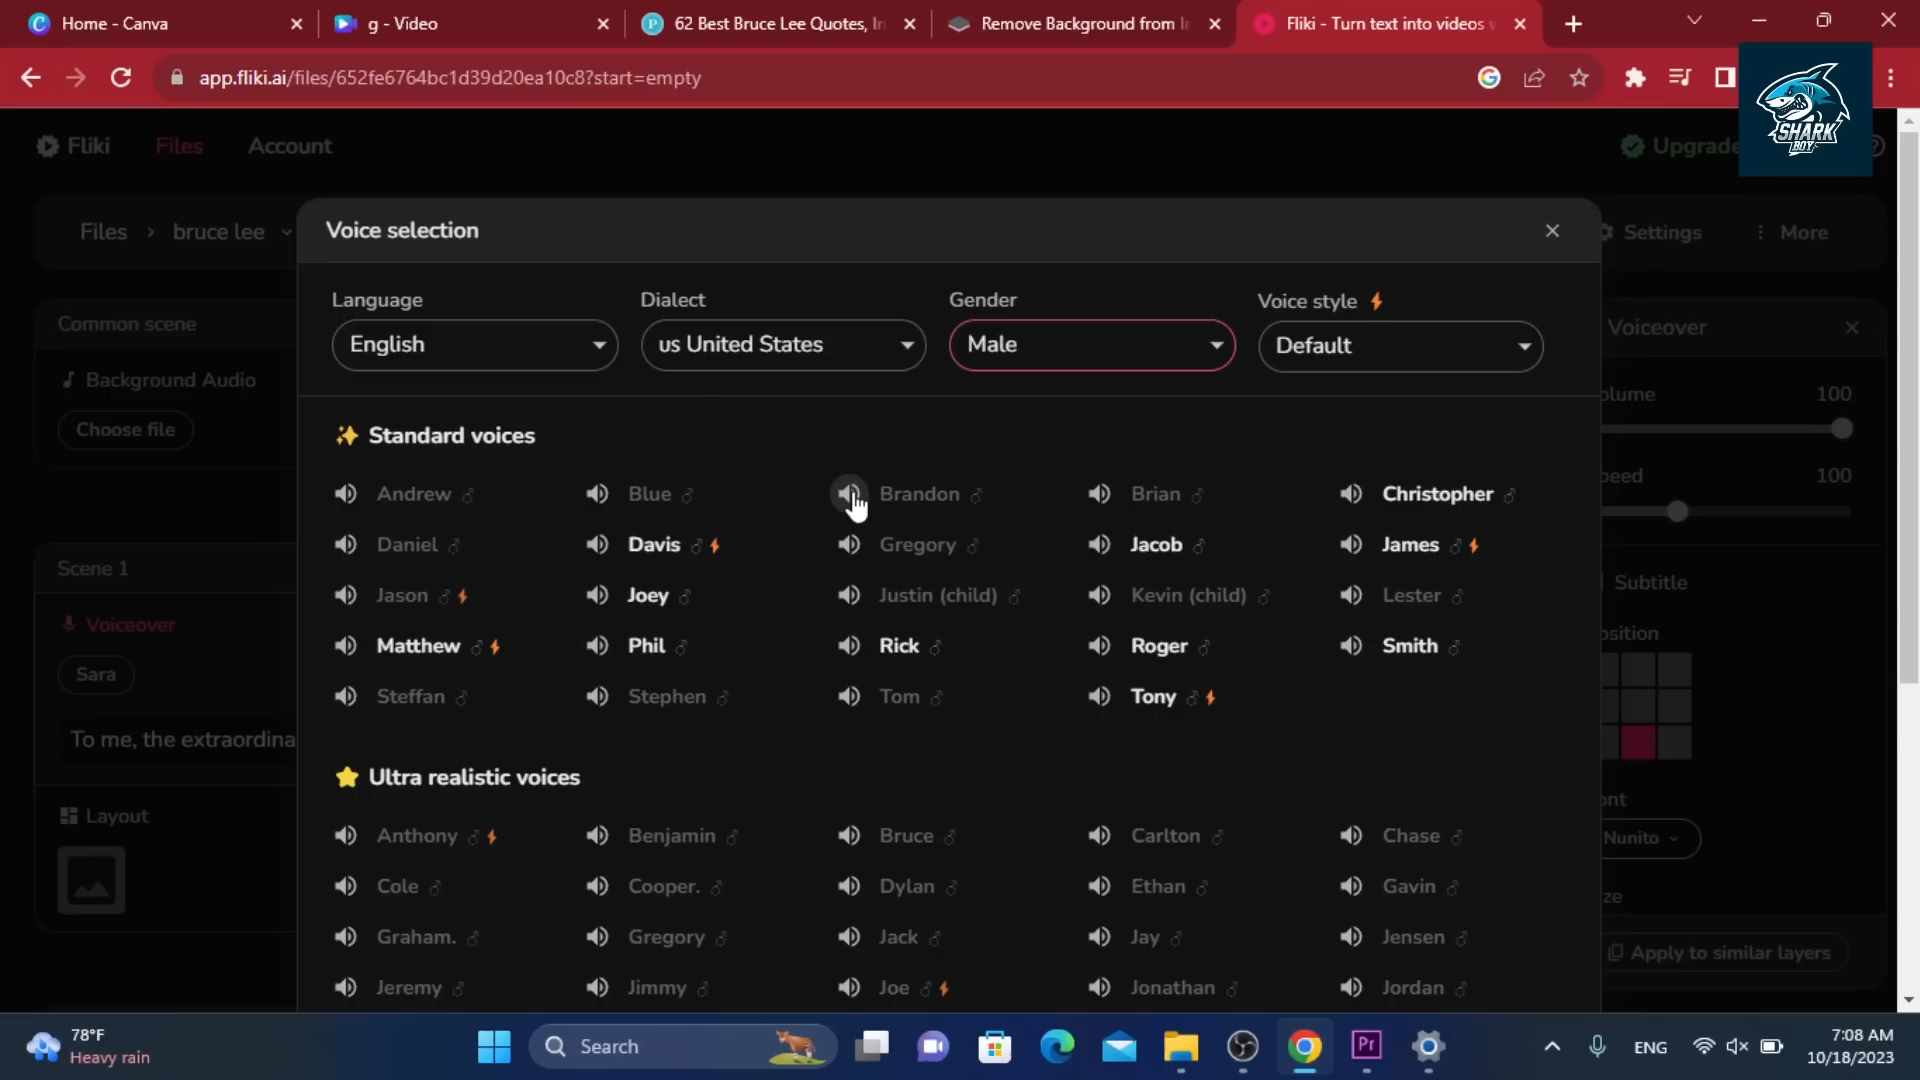 Home - Canva
g - Video
62 Best Bruce Lee Quotes, In
Remove Background from I
Fliki - Turn text into videos
app.fliki.ai/files/652fe6764bc1d39d20ea10c8?start=empty
SHARK
BOY
Fliki
Files
Account
Upgrade
Files > bruce lee
Settings
More
Voice selection
Language
Dialect
Gender
Voice style
English
us United States
Male
Default
Common scene
Background Audio
Choose file
Voiceover
100
100
Standard voices
Andrew
Blue
Brandon
Brian
Christopher
Daniel
Davis
Gregory
Jacob
James
Jason
Joey
Justin (child)
Kevin (child)
Lester
Matthew
Phil
Rick
Roger
Smith
Steffan
Stephen
Tom
Tony
Scene 1
Voiceover
Sara
To me, the extraordina
Layout
Subtitle
osition
ont
Nunito
ze
Apply to similar layers
Ultra realistic voices
Anthony
Benjamin
Bruce
Carlton
Chase
Cole
Cooper.
Dylan
Ethan
Gavin
Graham.
Gregory
Jack
Jay
Jensen
Jeremy
Jimmy
Joe
Jonathan
Jordan
78°F
Heavy rain
Search
Pr
ENG
7:08 AM
10/18/2023